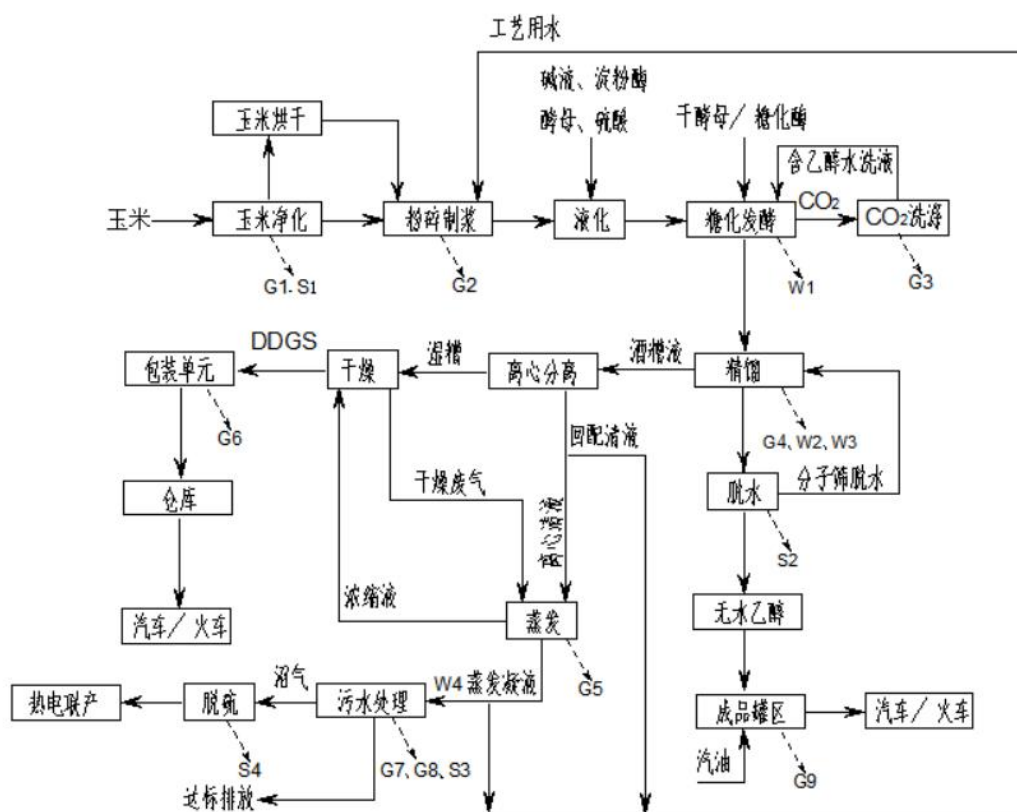 工艺用水
碱液、淀粉酶
酵母、硫酸
干酵母/糖化酶
玉米烘干
含乙醇水洗液
玉米
玉米净化
粉碎制浆
液化
糖化发酵
CO2
CO2洗涤
G1、S1
G2
W1
G3
DDGS
湿糟
酒糟液
包装单元
干燥
离心分离
精馏
G6
回配清液
G4、W2、W3
干燥废气
分子筛脱水
仓库
脱水
离心清液
S2
浓缩液
汽车/火车
蒸发
无水乙醇
G5
沼气
W4 蒸发凝液
热电联产
脱硫
污水处理
成品罐区
汽车/火车
S4
G7、G8、S3
汽油
G9
达标排放